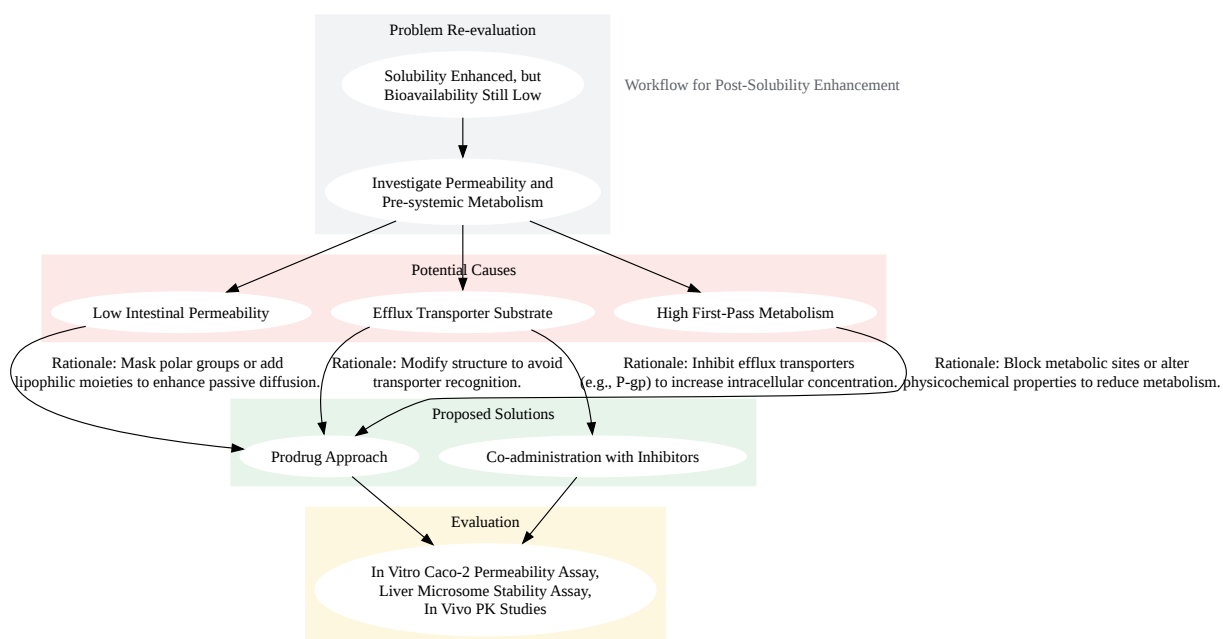 Problem Re-evaluation
Solubility Enhanced, but
Bioavailability Still Low
Workflow for Post-Solubility Enhancement
Investigate Permeability and
Pre-systemic Metabolism
Potential Causes
Low Intestinal Permeability
Efflux Transporter Substrate
High First-Pass Metabolism
Rationale: Mask polar groups or add
lipophilic moieties to enhance passive diffusion.
Rationale: Modify structure to avoid
transporter recognition.
Rationale: Inhibit efflux transporters
(e.g., P-gp) to increase intracellular concentration.
Rationale: Block metabolic sites or alter
physicochemical properties to reduce metabolism.
Proposed Solutions
Prodrug Approach
Co-administration with Inhibitors
Evaluation
In Vitro Caco-2 Permeability Assay,
Liver Microsome Stability Assay,
In Vivo PK Studies